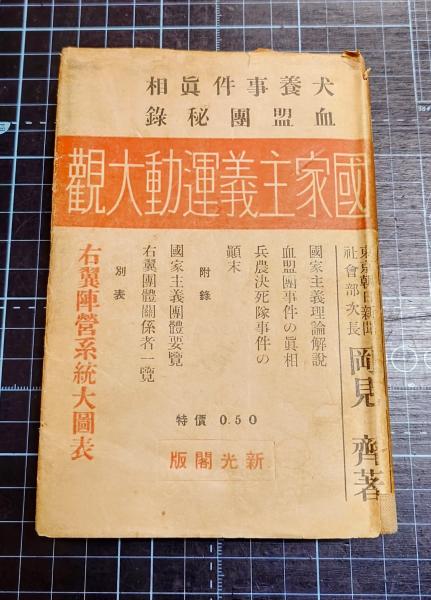 犬養事件眞相
血盟團秘錄
國家主義運動大觀
東京朝日新聞
社會部次長
岡見齊著
國家主義理論解說
血盟團事件の眞相
兵農決死隊事件の
顚末
附錄
國家主義團體要覽
右翼團體關係者一覽
別表
右翼陣營系統大圖表
特價 0.50
新光閣版